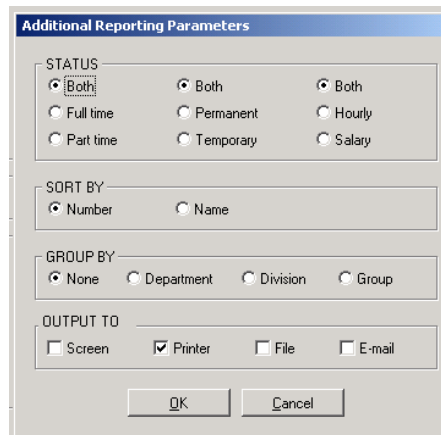 Additional Reporting Parameters
STATUS
Both Both Both
Full time Permanent Hourly
Part time Temporary Salary
SORT BY
Number Name
GROUP BY
None Department Division Group
OUTPUT TO
Screen Printer File E-mail
OK Cancel